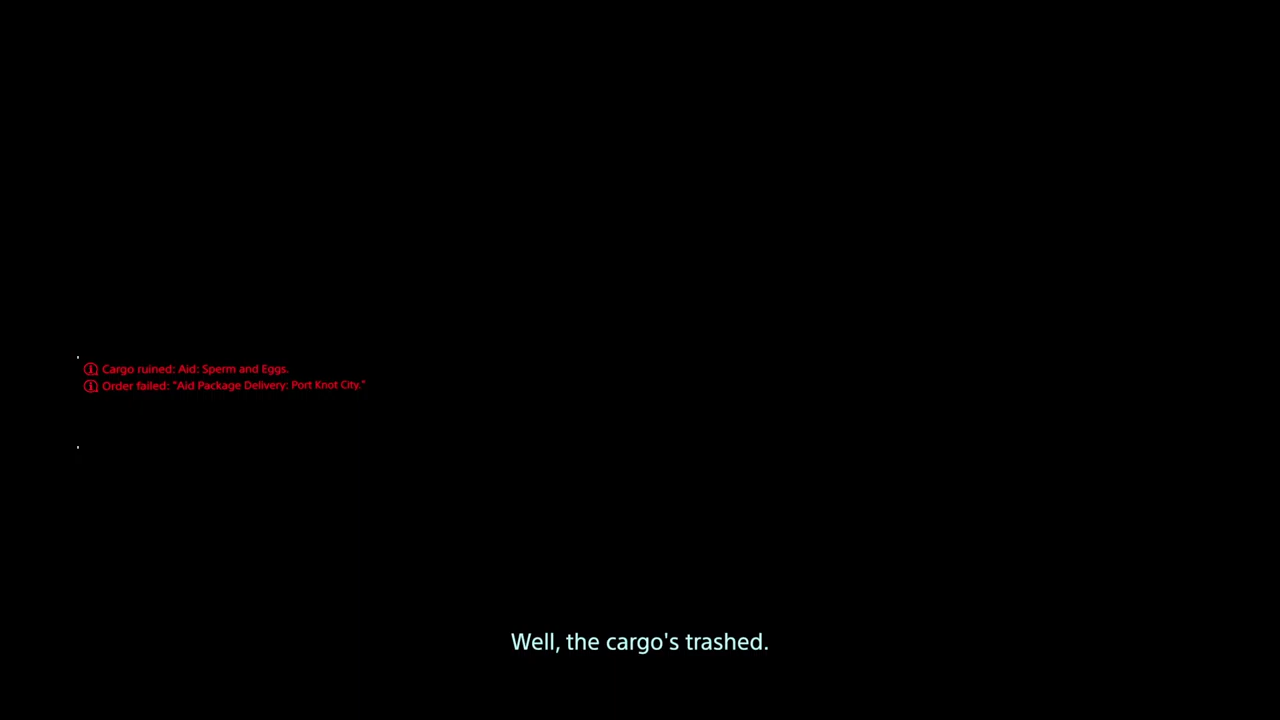 Cargo ruined: Aid: Sperm and Eggs.
Order failed: "Aid Package Delivery: Port Knot City."
Well, the cargo's trashed.